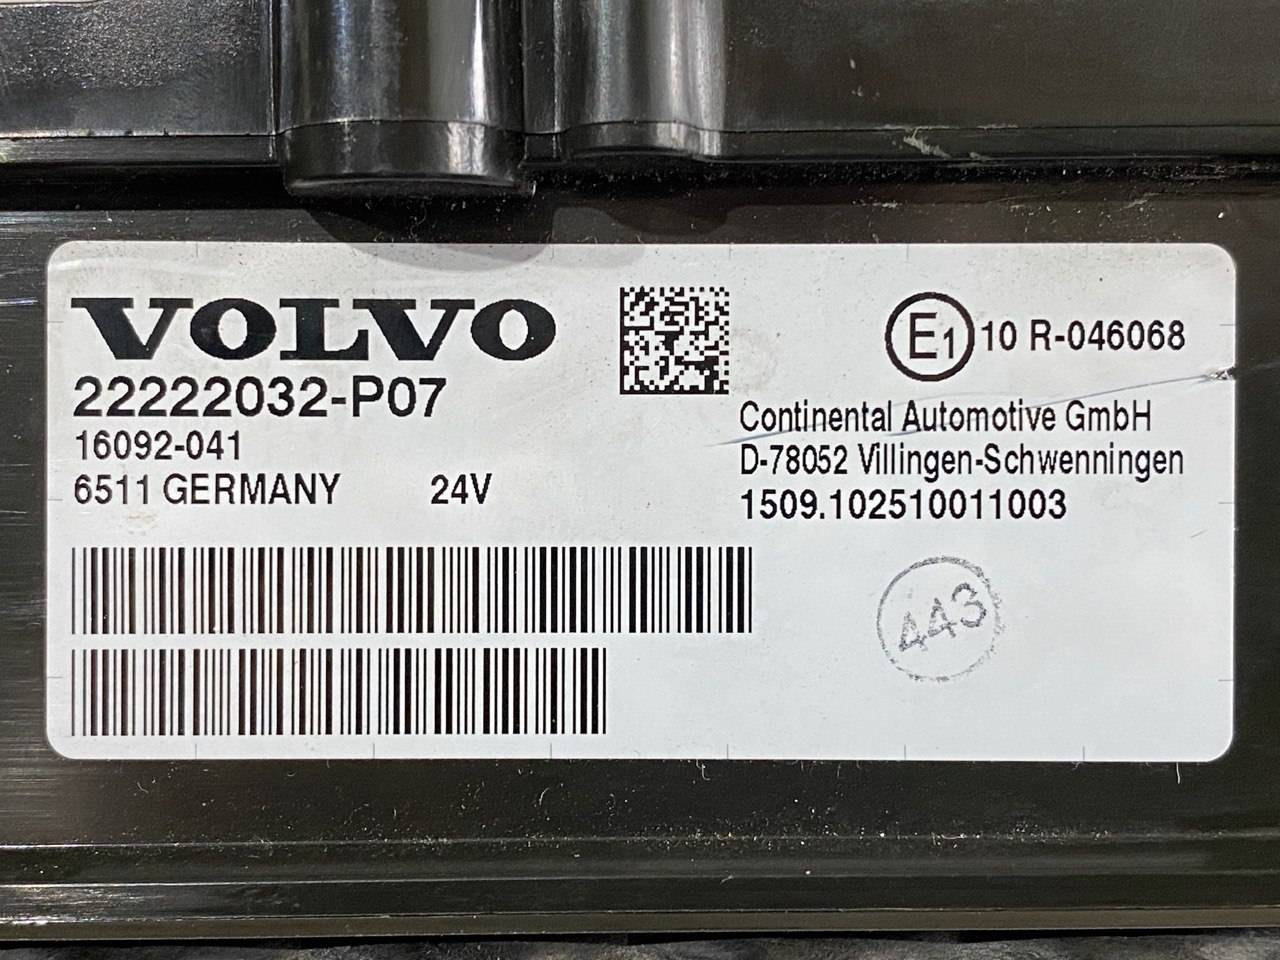 VOLVO
22222032-P07
16092-041
6511 GERMANY 24V
E1 10 R-046068
Continental Automotive GmbH
D-78052 Villingen-Schwenningen
1509.102510011003
443